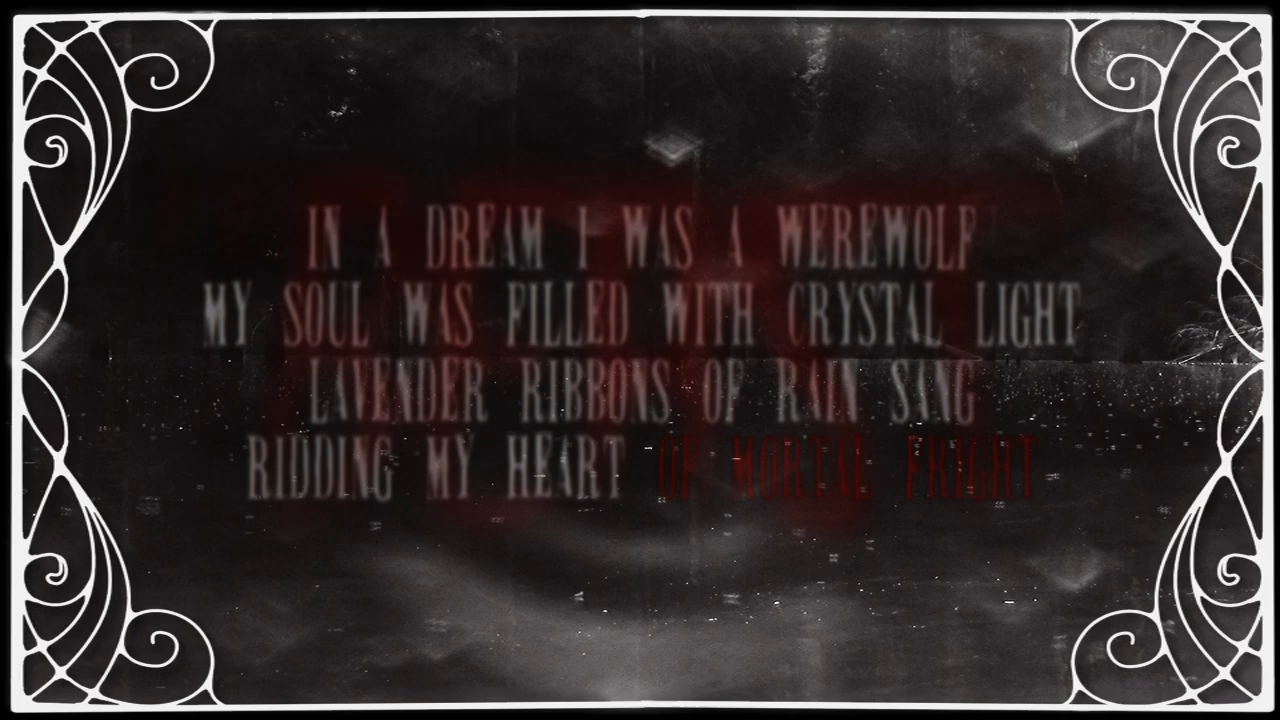 IN A DREAM I WAS A WEREWOLF
MY SOUL WAS FILLED WITH CRYSTAL LIGHT
LAVENDER RIBBONS OF RAIN SANG
RIDDING MY HEART OF MORTAL FRIGHT